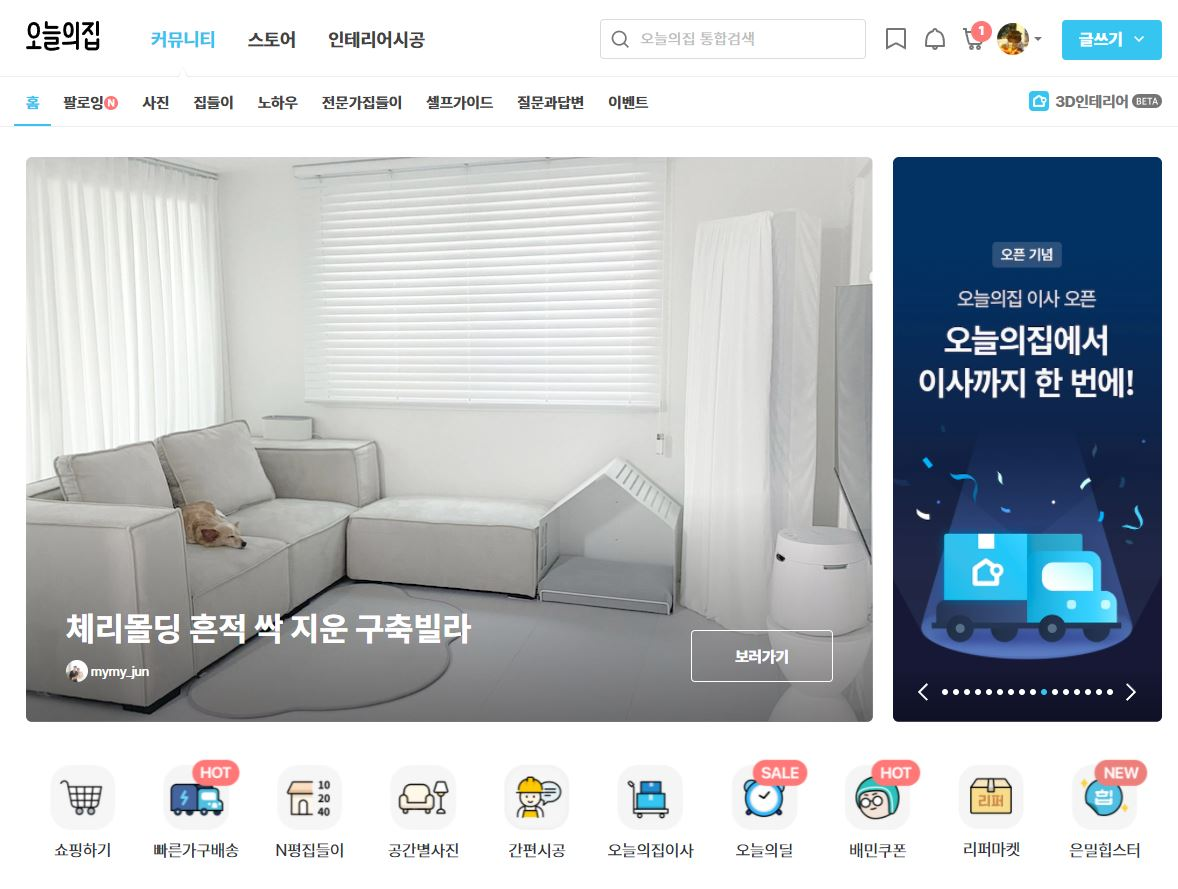 오늘의집 커뮤니티 스토어 인테리어시공 오늘의집 통합검색 1 글쓰기
홈 팔로잉 N 사진 집들이 노하우 전문가집들이 셀프가이드 질문과답변 이벤트 3D인테리어 BETA
체리몰딩 흔적 싹 지운 구축빌라
mymy_jun
보러가기
오픈 기념
오늘의집 이사 오픈
오늘의집에서
이사까지 한 번에!
HOT 10 20 40 SALE HOT 리퍼 힙 NEW
쇼핑하기 빠른가구배송 N평집들이 공간별사진 간편시공 오늘의집이사 오늘의딜 배민쿠폰 리퍼마켓 은밀힙스터